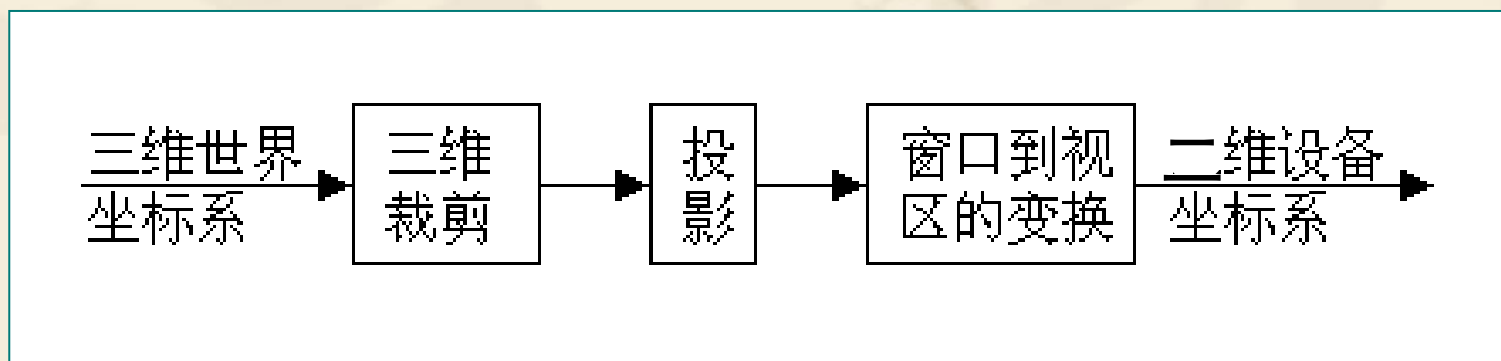 三维世界
坐标系
三维
裁剪
投
影
窗口到视
区的变换
二维设备
坐标系